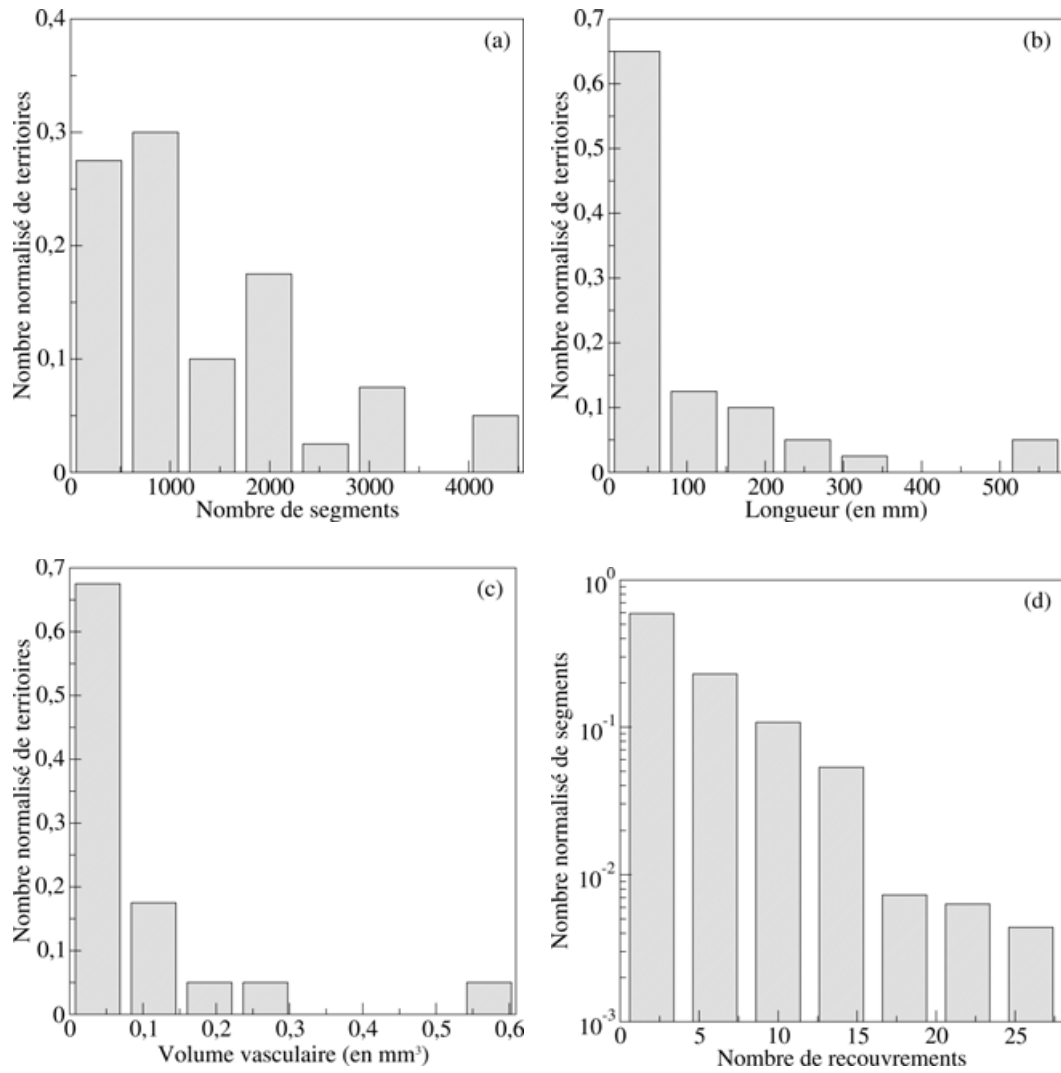 0,4
(a)
0,3
0,2
0,1
0
Nombre normalisé de territoires
0 1000 2000 3000 4000
Nombre de segments
0,7
(b)
0,6
0,5
0,4
0,3
0,2
0,1
0
Nombre normalisé de territoires
0 100 200 300 400 500
Longueur (en mm)
0,7
(c)
0,6
0,5
0,4
0,3
0,2
0,1
0
Nombre normalisé de territoires
0 0,1 0,2 0,3 0,4 0,5 0,6
Volume vasculaire (en mm³)
10⁰
(d)
10⁻¹
10⁻²
10⁻³
Nombre normalisé de segments
0 5 10 15 20 25
Nombre de recouvrements